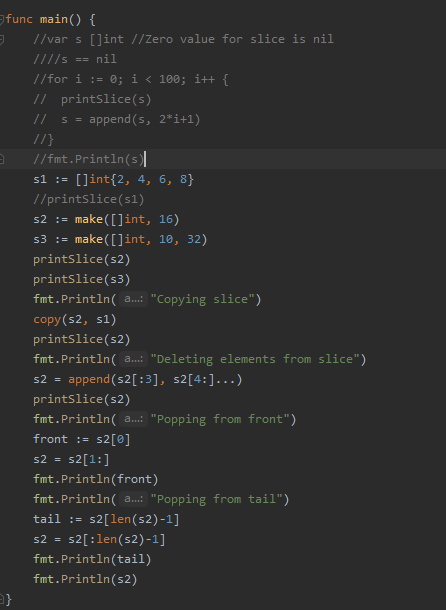 func main() {
//var s []int //Zero value for slice is nil
////s == nil
//for i := 0; i < 100; i++ {
//  printSlice(s)
//  s = append(s, 2*i+1)
//}
//fmt.Println(s)
s1 := []int{2, 4, 6, 8}
//printSlice(s1)
s2 := make([]int, 16)
s3 := make([]int, 10, 32)
printSlice(s2)
printSlice(s3)
fmt.Println( a...: "Copying slice")
copy(s2, s1)
printSlice(s2)
fmt.Println( a...: "Deleting elements from slice")
s2 = append(s2[:3], s2[4:]...)
printSlice(s2)
fmt.Println( a...: "Popping from front")
front := s2[0]
s2 = s2[1:]
fmt.Println(front)
fmt.Println( a...: "Popping from tail")
tail := s2[len(s2)-1]
s2 = s2[:len(s2)-1]
fmt.Println(tail)
fmt.Println(s2)
}